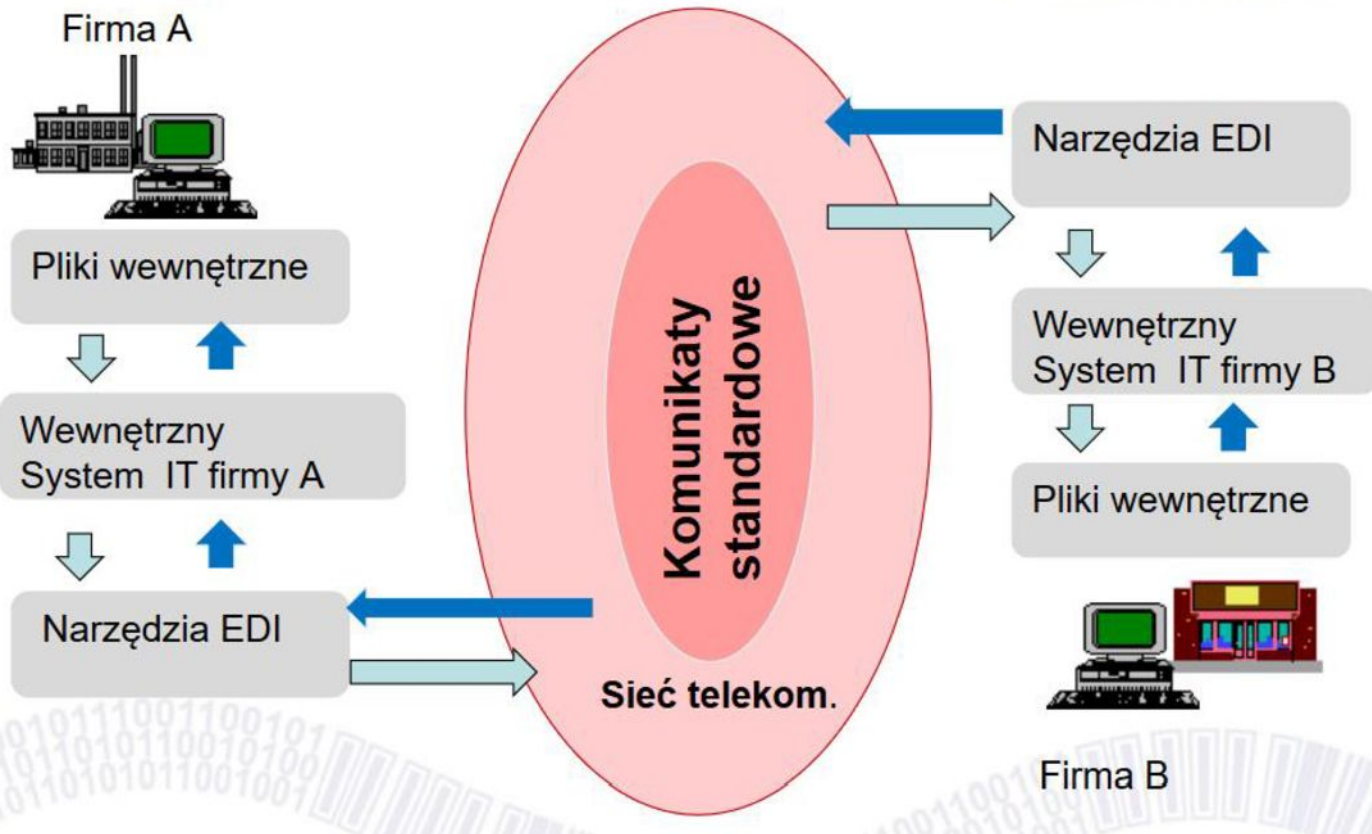 Firma A
Pliki wewnętrzne
Wewnętrzny
System IT firmy A
Narzędzia EDI
Komunikaty
standardowe
Sieć telekom.
Narzędzia EDI
Wewnętrzny
System IT firmy B
Pliki wewnętrzne
Firma B